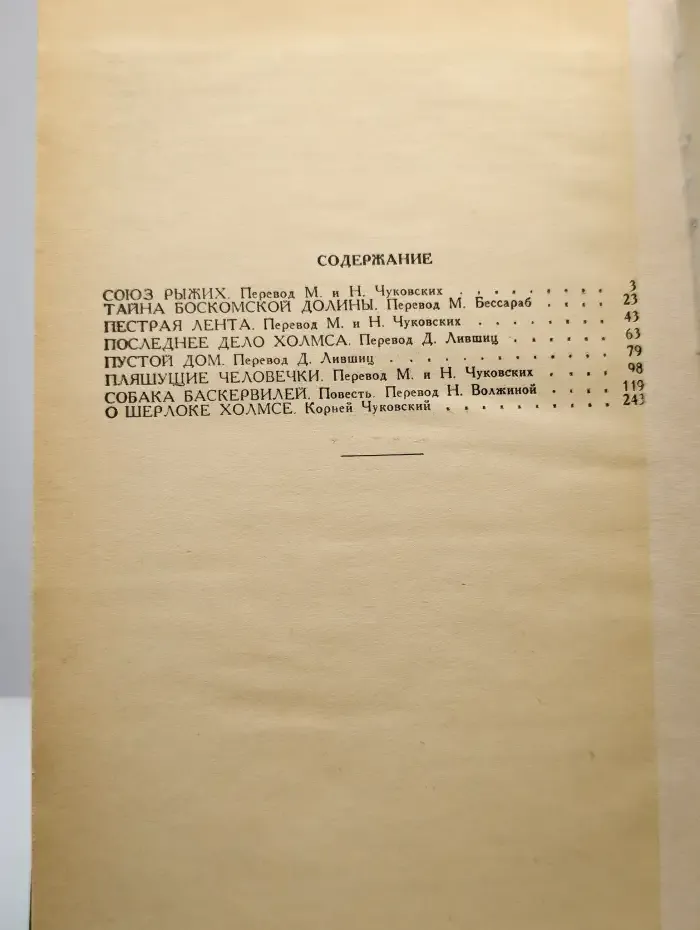 СОДЕРЖАНИЕ
СОЮЗ РЫЖИХ. Перевод М. и Н. Чуковских . . . . . . . . . 3
ТАЙНА БОСКОМСКОЙ ДОЛИНЫ. Перевод М. Бессараб . . . . 23
ПЕСТРАЯ ЛЕНТА. Перевод М. и Н. Чуковских . . . . . . . . 43
ПОСЛЕДНЕЕ ДЕЛО ХОЛМСА. Перевод Д. Лившиц . . . . . . 63
ПУСТОЙ ДОМ. Перевод Д. Лившиц . . . . . . . . . . . . . 79
ПЛЯШУЩИЕ ЧЕЛОВЕЧКИ. Перевод М. и Н. Чуковских . . . . 98
СОБАКА БАСКЕРВИЛЕЙ. Повесть. Перевод Н. Волжиной . . . . 119
О ШЕРЛОКЕ ХОЛМСЕ. Корней Чуковский . . . . . . . . . . 243